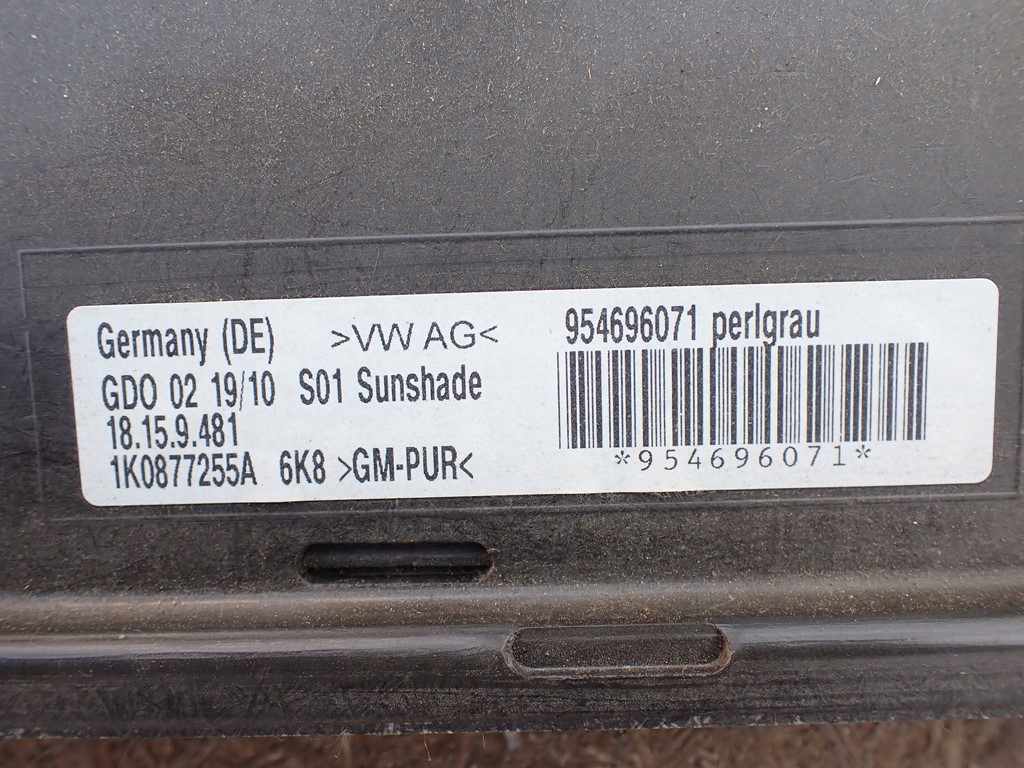 Germany (DE) >VW AG<
GDO 02 19/10 S01 Sunshade
18.15.9.481
1K0877255A 6K8 >GM-PUR<
954696071 perlgrau
*954696071*